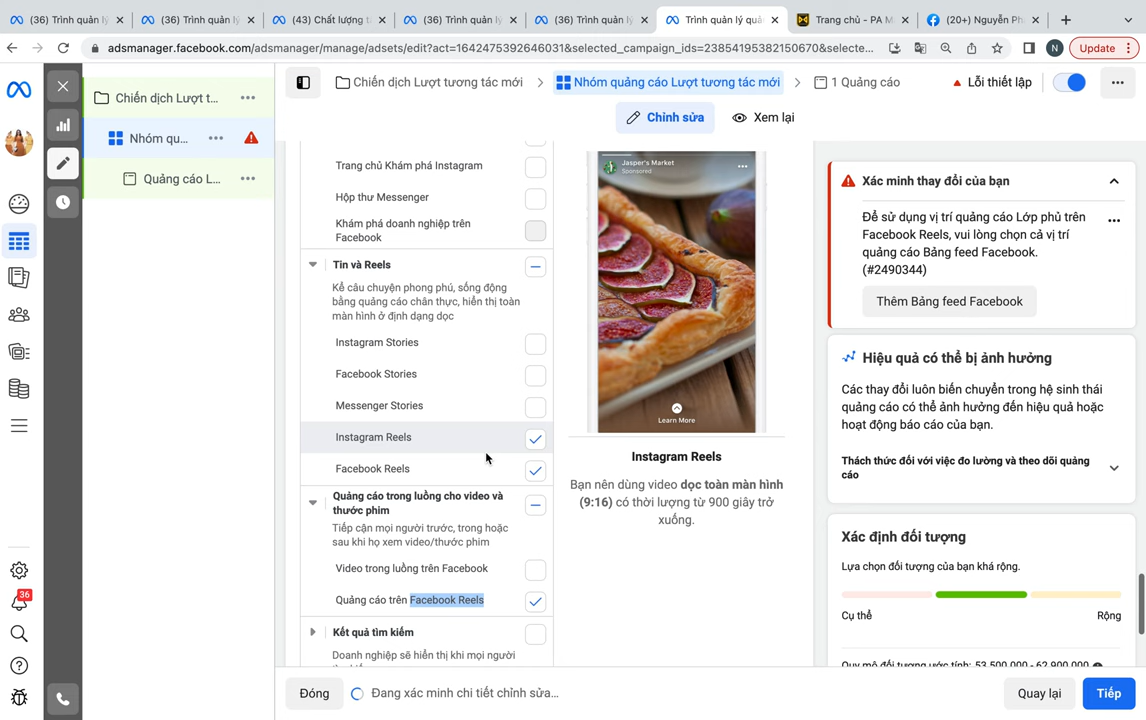 (36) Trình quản lý
(36) Trình quản lý
(43) Chất lượng t
(36) Trình quản lý
(36) Trình quản lý
Trình quản lý quả
Trang chủ - PA M
(20+) Nguyễn Ph
adsmanager.facebook.com/adsmanager/manage/adsets/edit?act=1642475392646031&selected_campaign_ids=23854195382150670&selecte...
N
Update
Chiến dịch Lượt tương tác mới
Nhóm quảng cáo Lượt tương tác mới
1 Quảng cáo
Lỗi thiết lập
Chiến dịch Lượt t...
Nhóm qu...
Quảng cáo L...
Chỉnh sửa
Xem lại
Trang chủ Khám phá Instagram
Hộp thư Messenger
Khám phá doanh nghiệp trên
Facebook
Tin và Reels
Kể câu chuyện phong phú, sống động
bằng quảng cáo chân thực, hiển thị toàn
màn hình ở định dạng dọc
Instagram Stories
Facebook Stories
Messenger Stories
Instagram Reels
Facebook Reels
Quảng cáo trong luồng cho video và
thước phim
Tiếp cận mọi người trước, trong hoặc
sau khi họ xem video/thước phim
Video trong luồng trên Facebook
Quảng cáo trên Facebook Reels
Kết quả tìm kiếm
Doanh nghiệp sẽ hiển thị khi mọi người
Jasper's Market
Sponsored
Learn More
Instagram Reels
Bạn nên dùng video dọc toàn màn hình
(9:16) có thời lượng từ 900 giây trở
xuống.
Xác minh thay đổi của bạn
Để sử dụng vị trí quảng cáo Lớp phủ trên
Facebook Reels, vui lòng chọn cả vị trí
quảng cáo Bảng feed Facebook.
(#2490344)
Thêm Bảng feed Facebook
Hiệu quả có thể bị ảnh hưởng
Các thay đổi luôn biến chuyển trong hệ sinh thái
quảng cáo có thể ảnh hưởng đến hiệu quả hoặc
hoạt động báo cáo của bạn.
Thách thức đối với việc đo lường và theo dõi quảng
cáo
Xác định đối tượng
Lựa chọn đối tượng của bạn khá rộng.
Cụ thể
Rộng
Quy mô đối tượng ước tính: 53.500.000 - 62.900.000
36
Đóng
Đang xác minh chi tiết chỉnh sửa...
Quay lại
Tiếp